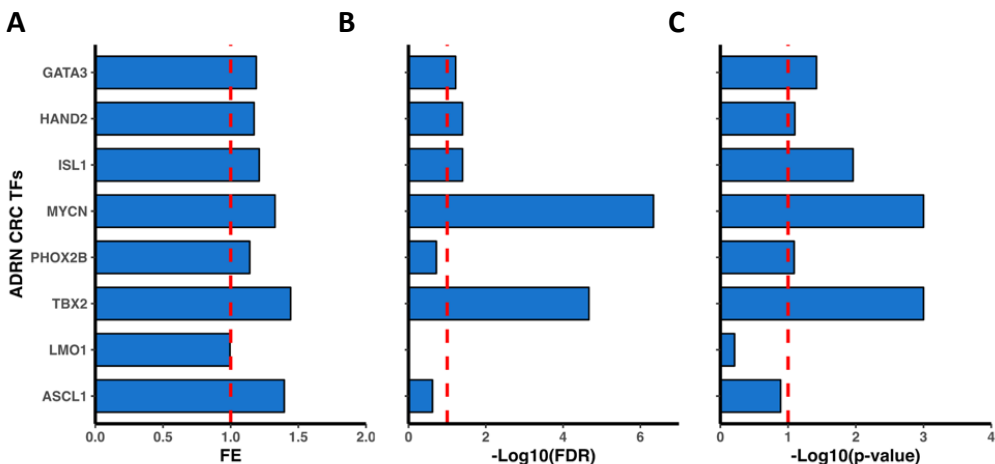 A
B
C
ADRN CRC TFs
GATA3
HAND2
ISL1
MYCN
PHOX2B
TBX2
LMO1
ASCL1
0.0 0.5 1.0 1.5 2.0
FE
0 2 4 6
-Log10(FDR)
0 1 2 3 4
-Log10(p-value)